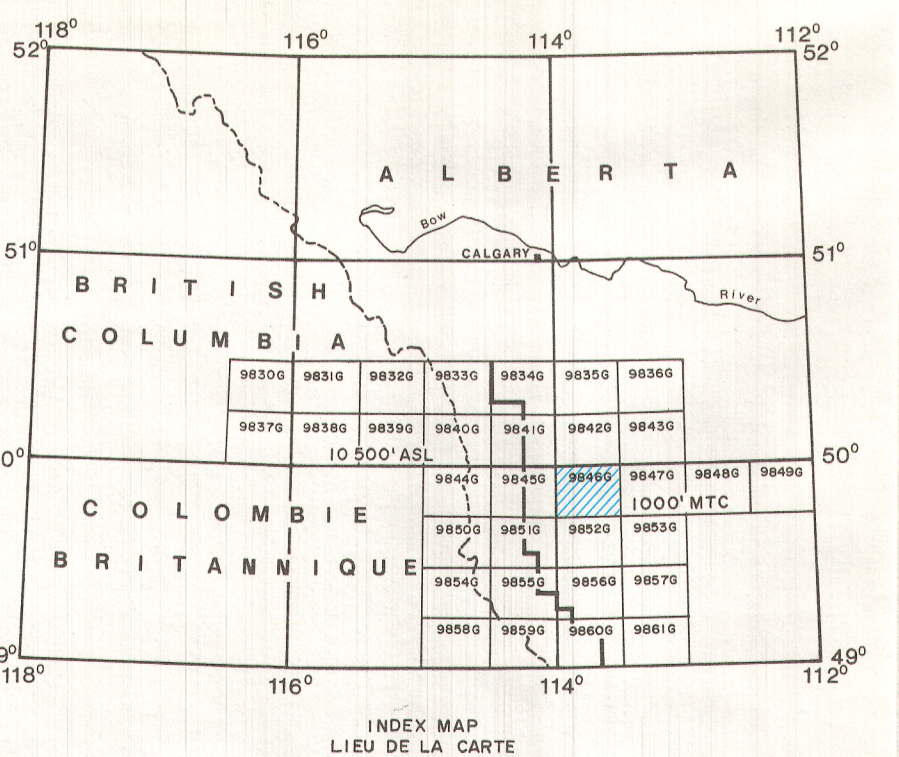 118° 116° 114° 112°
52° 52°
A L B E R T A
Bow
51° CALGARY 51°
B R I T I S H
River
C O L U M B I A
9830G 9831G 9832G 9833G 9834G 9835G 9836G
9837G 9838G 9839G 9840G 9841G 9842G 9843G
10 500' ASL
0° 50°
9844G 9845G 9846G 9847G 9848G 9849G
1000' MTC
C O L O M B I E
9850G 9851G 9852G 9853G
B R I T A N N I Q U E
9854G 9855G 9856G 9857G
9858G 9859G 9860G 9861G
9° 49°
118° 116° 114° 112°
INDEX MAP
LIEU DE LA CARTE